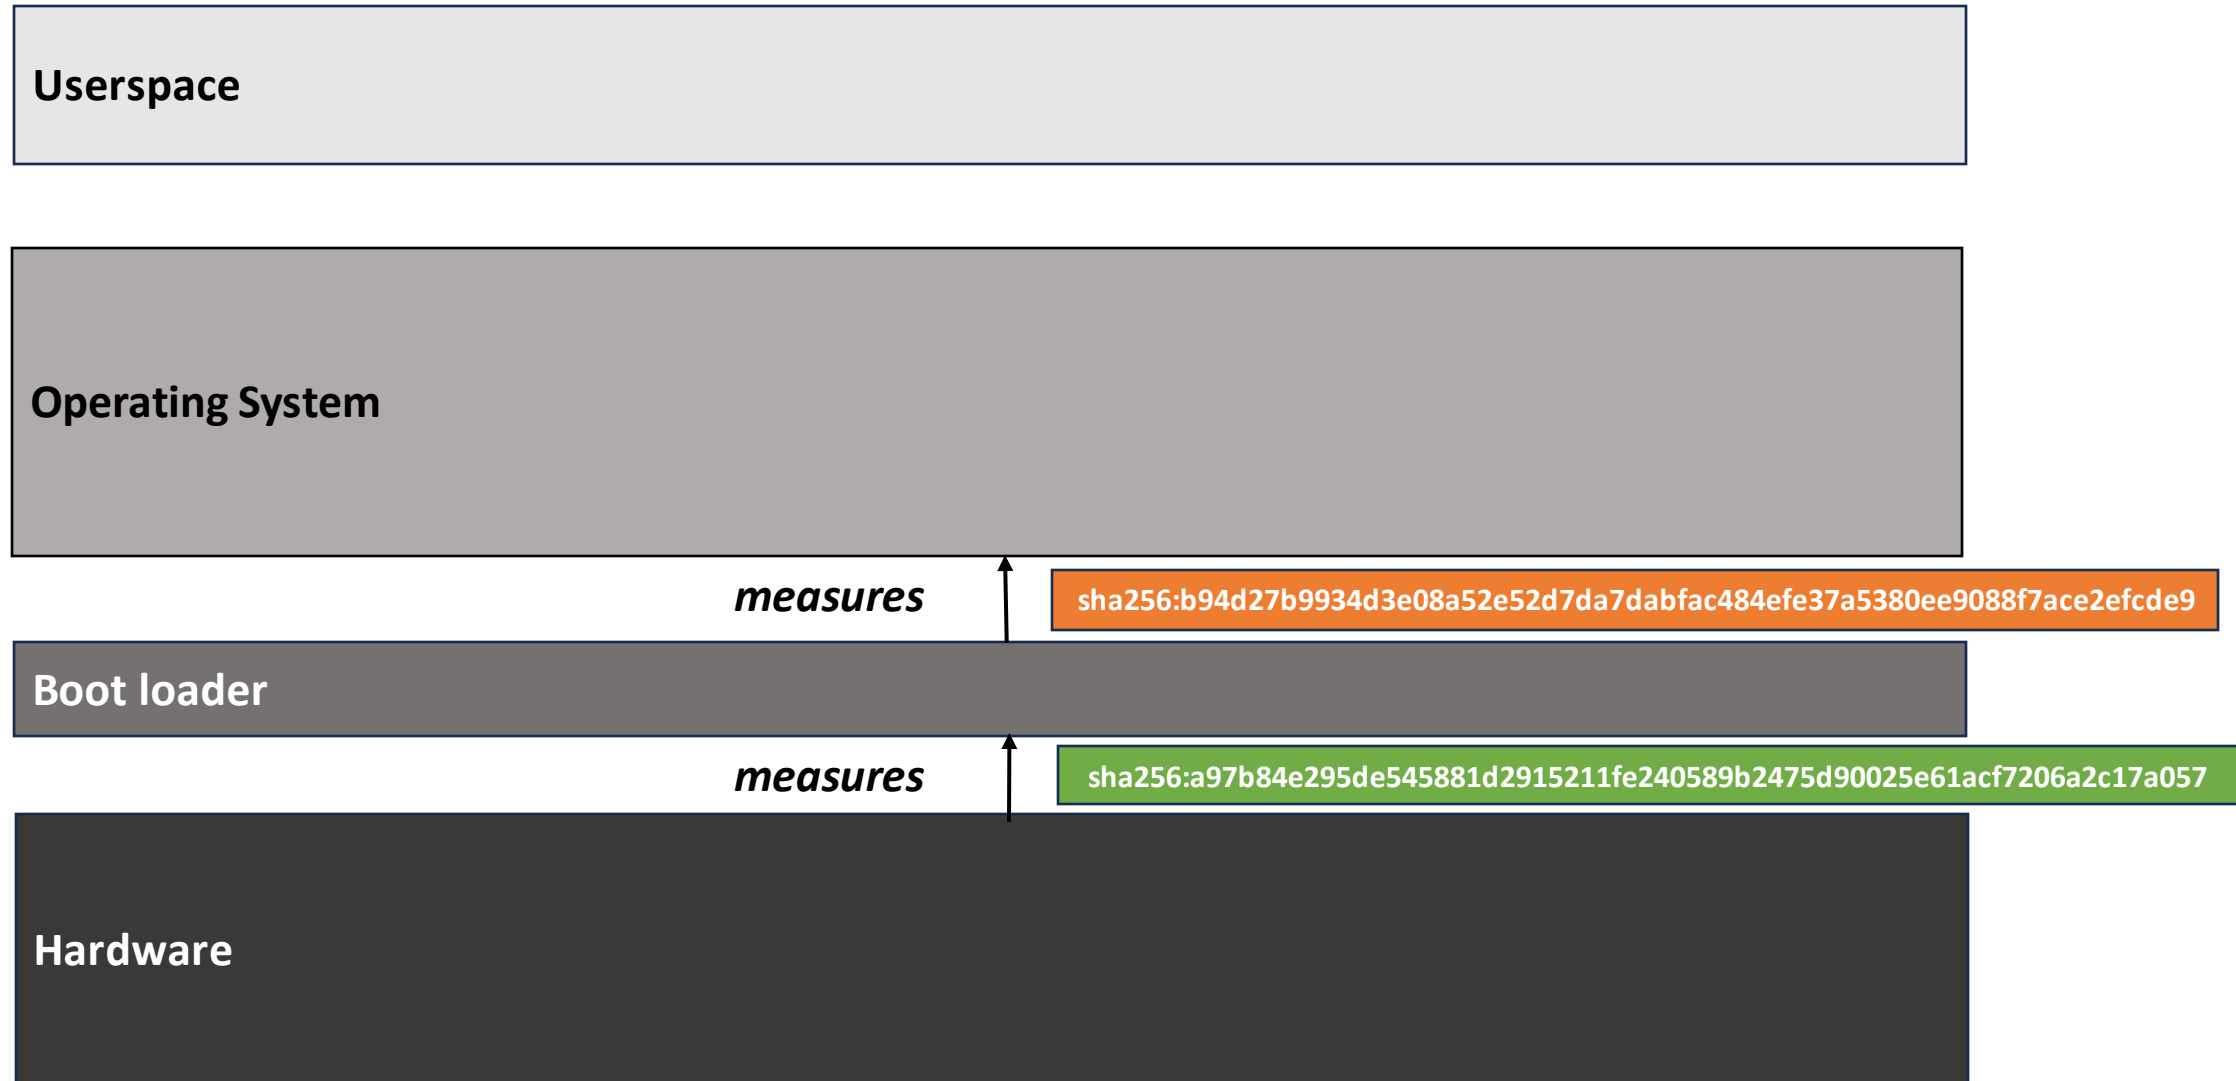 Userspace
Operating System
measures
sha256:b94d27b9934d3e08a52e52d7da7dabfac484efe37a5380ee9088f7ace2efcde9
Boot loader
measures
sha256:a97b84e295de545881d2915211fe240589b2475d90025e61acf7206a2c17a057
Hardware